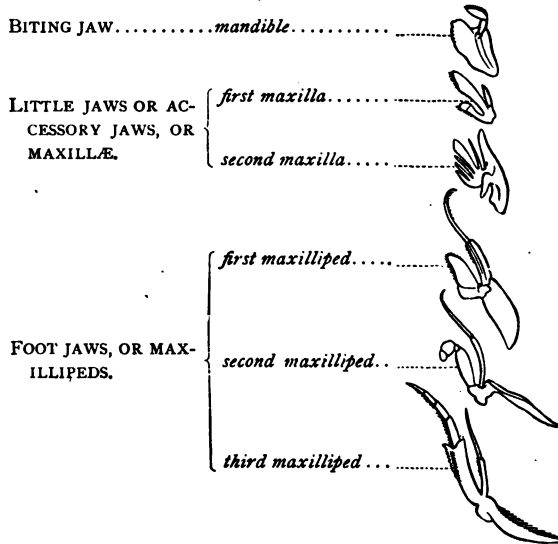 BITING JAW..........mandible...........
LITTLE JAWS OR AC-
CESSORY JAWS, OR
MAXILLÆ.
first maxilla.......
second maxilla.....
FOOT JAWS, OR MAX-
ILLIPEDS.
first maxilliped.....
second maxilliped..
third maxilliped ...